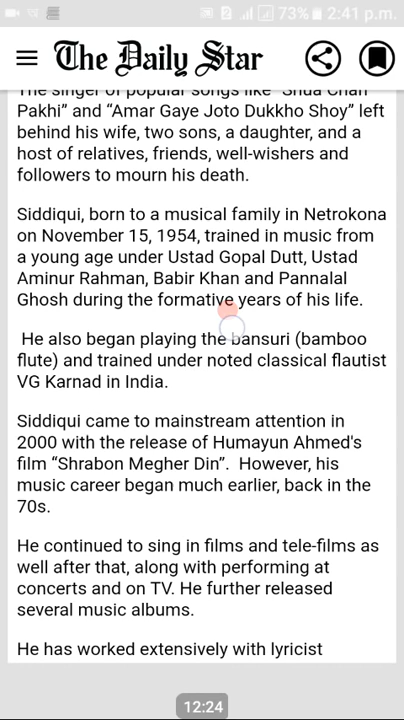 73% 2:41 p.m.
The Daily Star
The singer of popular songs like “Shua Chan
Pakhi” and “Amar Gaye Joto Dukkho Shoy” left
behind his wife, two sons, a daughter, and a
host of relatives, friends, well-wishers and
followers to mourn his death.
Siddiqui, born to a musical family in Netrokona
on November 15, 1954, trained in music from
a young age under Ustad Gopal Dutt, Ustad
Aminur Rahman, Babir Khan and Pannalal
Ghosh during the formative years of his life.
He also began playing the bansuri (bamboo
flute) and trained under noted classical flautist
VG Karnad in India.
Siddiqui came to mainstream attention in
2000 with the release of Humayun Ahmed's
film “Shrabon Megher Din”. However, his
music career began much earlier, back in the
70s.
He continued to sing in films and tele-films as
well after that, along with performing at
concerts and on TV. He further released
several music albums.
He has worked extensively with lyricist
12:24